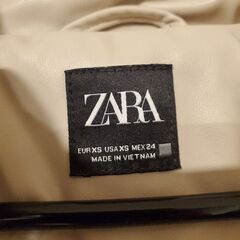 ZARA
EUR XS USA XS MEX 24
MADE IN VIETNAM